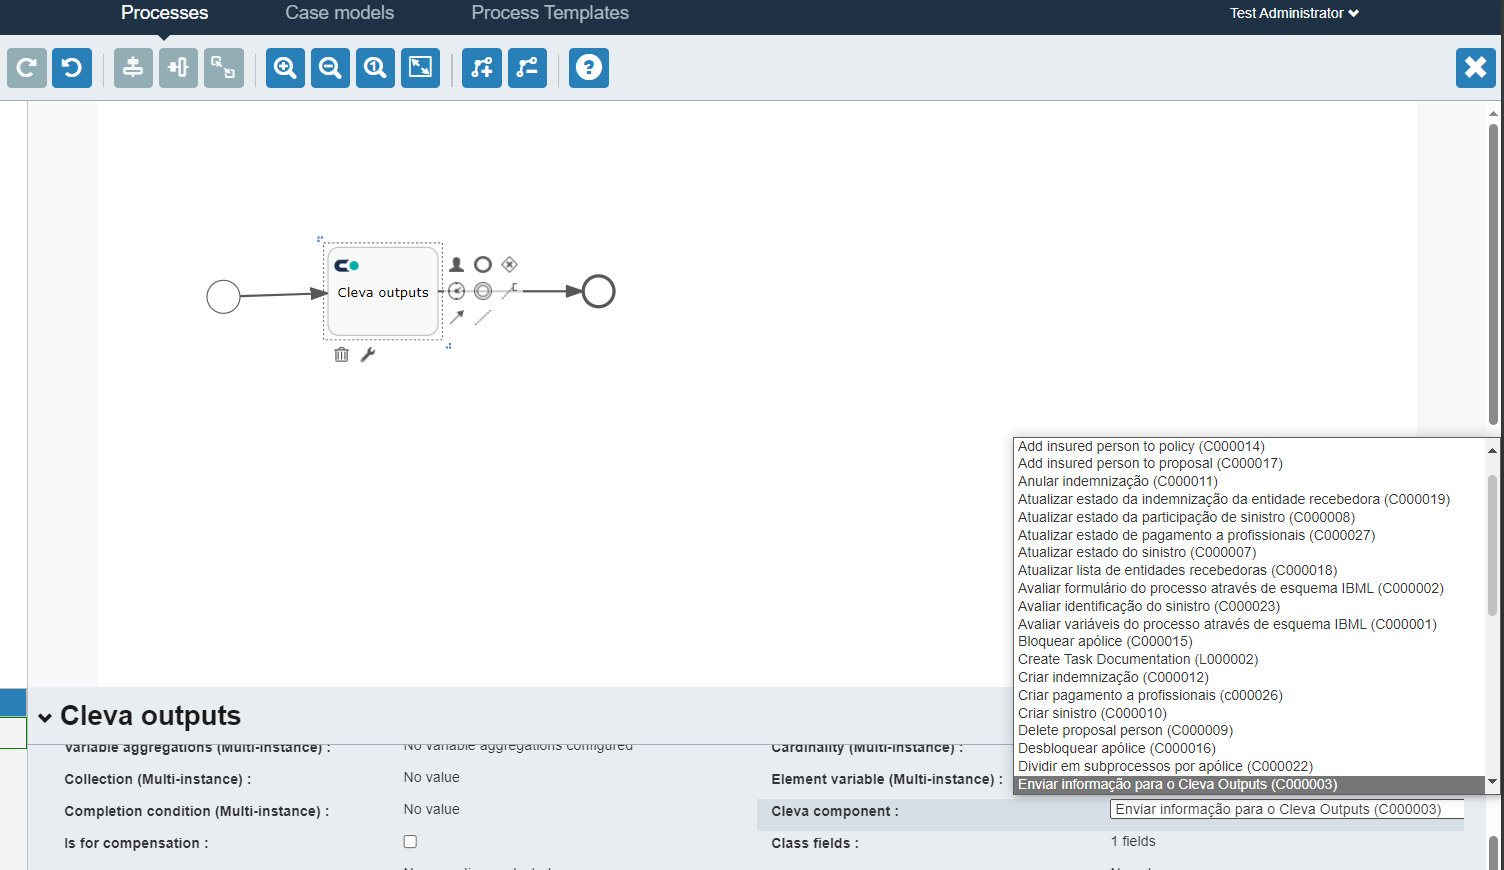 Processes
Case models
Process Templates
Test Administrator
Cleva outputs
Add insured person to policy (C000014)
Add insured person to proposal (C000017)
Anular indemnização (C000011)
Atualizar estado da indemnização da entidade recebedora (C000019)
Atualizar estado da participação de sinistro (C000008)
Atualizar estado de pagamento a profissionais (C000027)
Atualizar estado do sinistro (C000007)
Atualizar lista de entidades recebedoras (C000018)
Avaliar formulário do processo através de esquema IBML (C000002)
Avaliar identificação do sinistro (C000023)
Avaliar variáveis do processo através de esquema IBML (C000001)
Bloquear apólice (C000015)
Create Task Documentation (L000002)
Criar indemnização (C000012)
Criar pagamento a profissionais (c000026)
Criar sinistro (C000010)
Delete proposal person (C000009)
Desbloquear apólice (C000016)
Dividir em subprocessos por apólice (C000022)
Enviar informação para o Cleva Outputs (C000003)
Cleva outputs
Variable aggregations (Multi-instance) :
No variable aggregations configured
Cardinality (Multi-instance) :
Collection (Multi-instance) :
No value
Element variable (Multi-instance) :
Completion condition (Multi-instance) :
No value
Cleva component :
Enviar informação para o Cleva Outputs (C000003)
Is for compensation :
Class fields :
1 fields